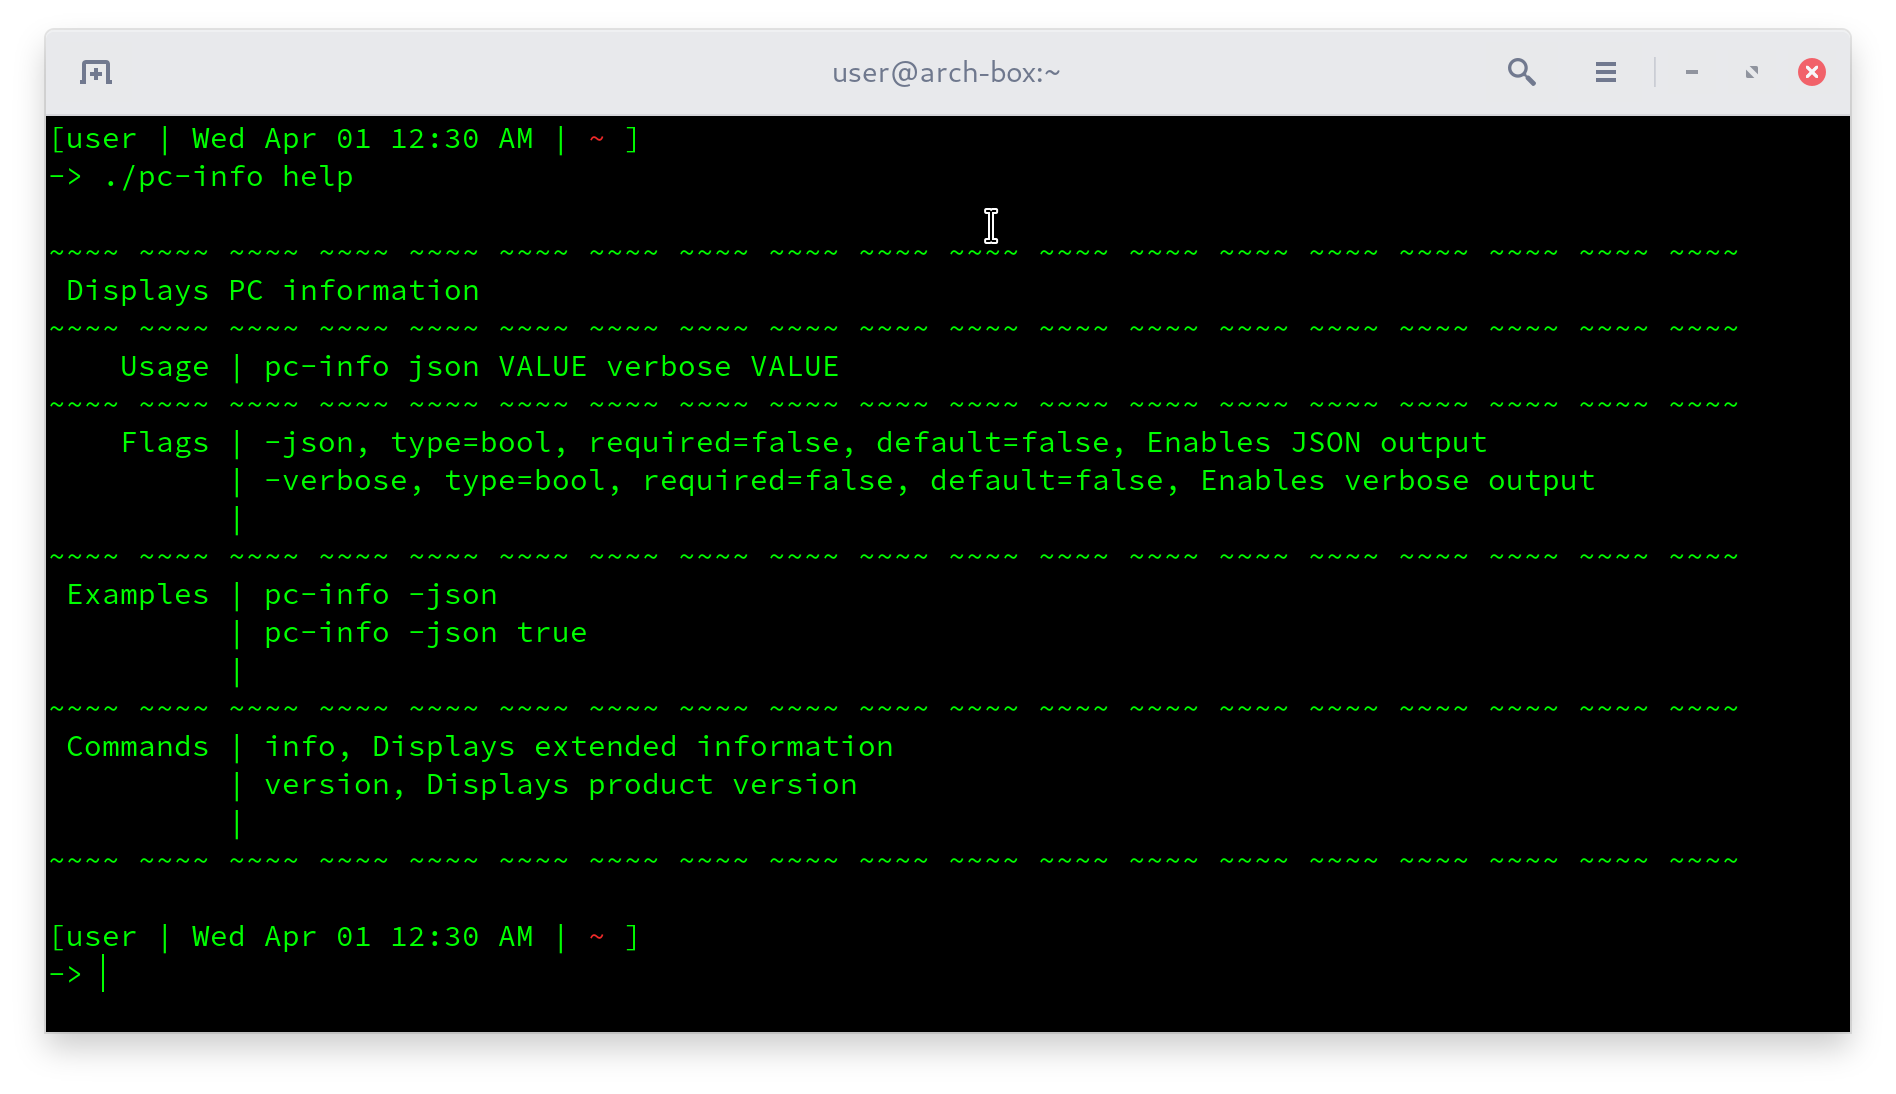 user@arch-box:~
[user | Wed Apr 01 12:30 AM | ~ ]
-> ./pc-info help
~~~~ ~~~~ ~~~~ ~~~~ ~~~~ ~~~~ ~~~~ ~~~~ ~~~~ ~~~~ ~~~~ ~~~~ ~~~~ ~~~~ ~~~~ ~~~~ ~~~~ ~~~~ ~~~~
 Displays PC information
~~~~ ~~~~ ~~~~ ~~~~ ~~~~ ~~~~ ~~~~ ~~~~ ~~~~ ~~~~ ~~~~ ~~~~ ~~~~ ~~~~ ~~~~ ~~~~ ~~~~ ~~~~ ~~~~
    Usage | pc-info json VALUE verbose VALUE
~~~~ ~~~~ ~~~~ ~~~~ ~~~~ ~~~~ ~~~~ ~~~~ ~~~~ ~~~~ ~~~~ ~~~~ ~~~~ ~~~~ ~~~~ ~~~~ ~~~~ ~~~~ ~~~~
    Flags | -json, type=bool, required=false, default=false, Enables JSON output
          | -verbose, type=bool, required=false, default=false, Enables verbose output
          |
~~~~ ~~~~ ~~~~ ~~~~ ~~~~ ~~~~ ~~~~ ~~~~ ~~~~ ~~~~ ~~~~ ~~~~ ~~~~ ~~~~ ~~~~ ~~~~ ~~~~ ~~~~ ~~~~
 Examples | pc-info -json
          | pc-info -json true
          |
~~~~ ~~~~ ~~~~ ~~~~ ~~~~ ~~~~ ~~~~ ~~~~ ~~~~ ~~~~ ~~~~ ~~~~ ~~~~ ~~~~ ~~~~ ~~~~ ~~~~ ~~~~ ~~~~
 Commands | info, Displays extended information
          | version, Displays product version
          |
~~~~ ~~~~ ~~~~ ~~~~ ~~~~ ~~~~ ~~~~ ~~~~ ~~~~ ~~~~ ~~~~ ~~~~ ~~~~ ~~~~ ~~~~ ~~~~ ~~~~ ~~~~ ~~~~
[user | Wed Apr 01 12:30 AM | ~ ]
->